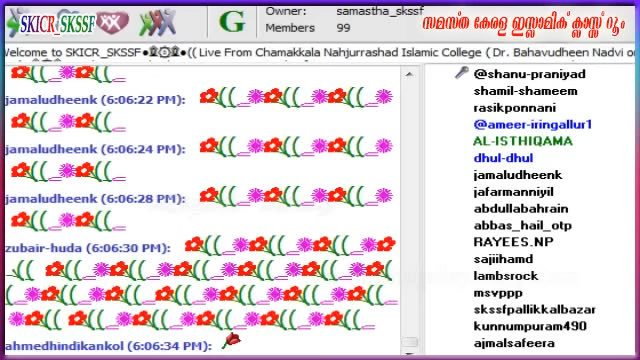 SKICR_SKSSF
G
Owner: samastha_skssf
Members 99
സമസ്ത കേരള ഇസ്ലാമിക് ക്ലാസ്സ് റൂം
Welcome to SKICR_SKSSF●۩۞۩●(( Live From Chamakkala Nahjurrashad Islamic College ( Dr. Bahavudheen Nadvi on
jamaludheenk (6:06:22 PM):
jamaludheenk (6:06:24 PM):
jamaludheenk (6:06:28 PM):
zubair-huda (6:06:30 PM):
ahmedhindikankol (6:06:34 PM):
@shanu-praniyad
shamil-shameem
rasikponnani
@ameer-iringallur1
AL-ISTHIQAMA
dhul-dhul
jamaludheenk
jafarmanniyil
abdullabahrain
abbas_hail_otp
RAYEES.NP
sajiihamd
lambsrock
msvppp
skssfpallikkalbazar
kunnumpuram490
ajmalsafeera